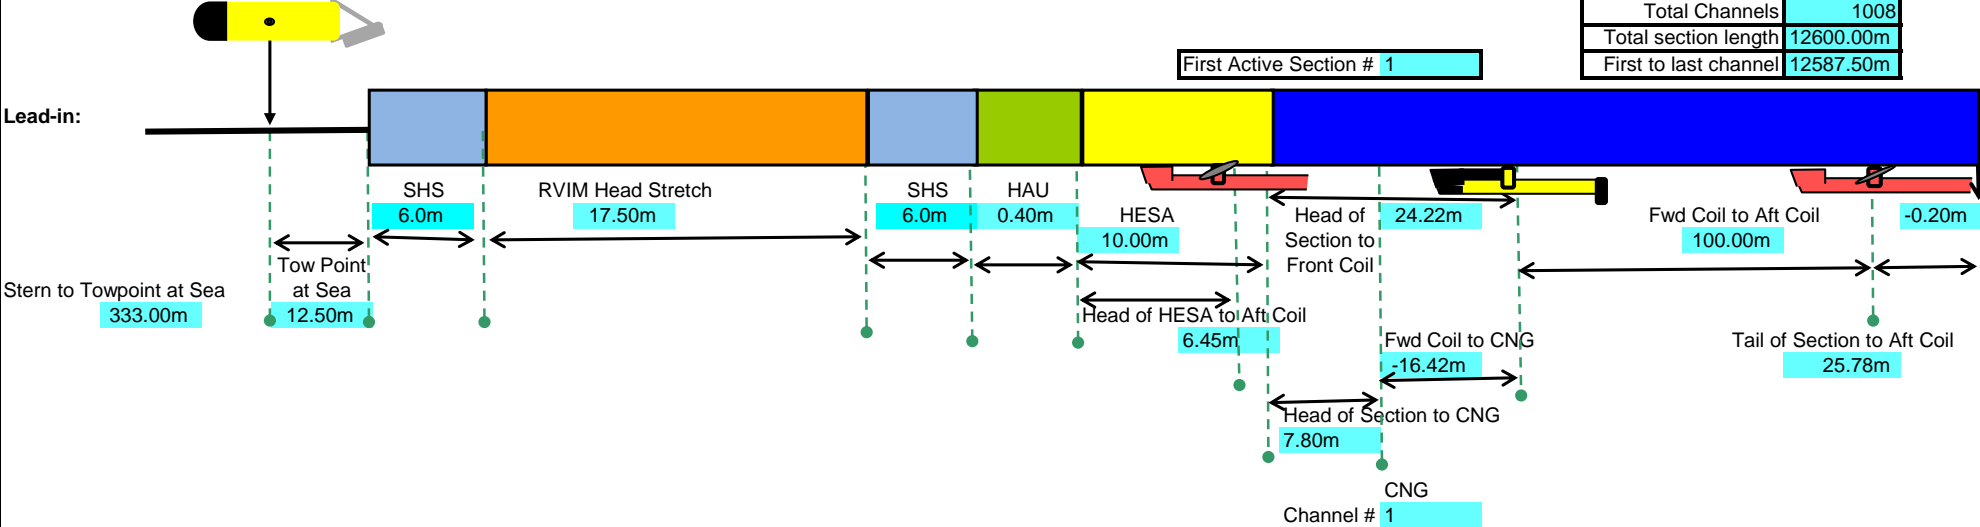 Total Channels 1008
Total section length 12600.00m
First to last channel 12587.50m
First Active Section # 1
Lead-in:
SHS
6.0m
RVIM Head Stretch
17.50m
SHS
6.0m
HAU
0.40m
HESA
10.00m
Head of
Section to
Front Coil
24.22m
Fwd Coil to Aft Coil
100.00m
-0.20m
Tow Point
at Sea
12.50m
Stern to Towpoint at Sea
333.00m
Head of HESA to Aft Coil
6.45m
Fwd Coil to CNG
-16.42m
Tail of Section to Aft Coil
25.78m
Head of Section to CNG
7.80m
CNG
Channel # 1